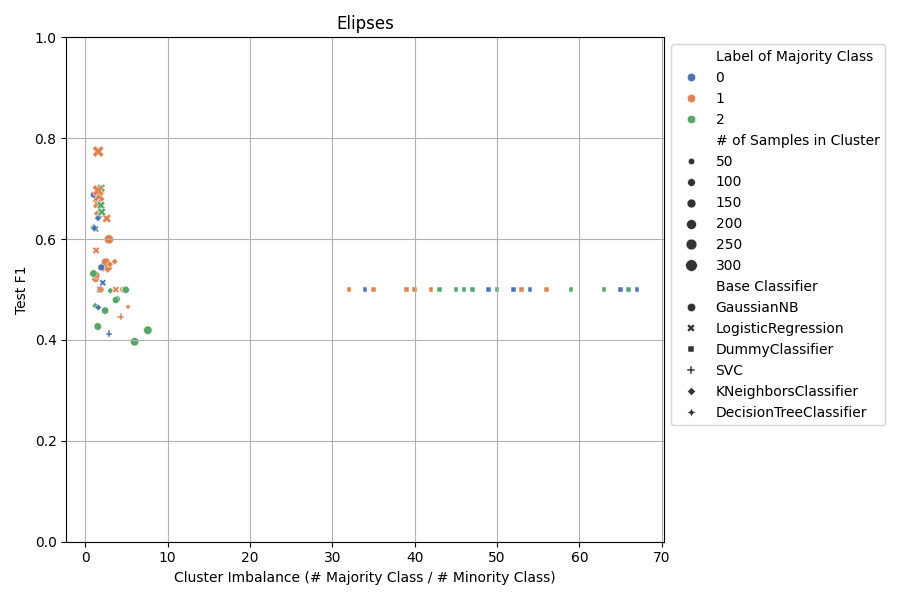 Elipses
1.0
0.8
0.6
0.4
0.2
0.0
Test F1
0 10 20 30 40 50 60 70
Cluster Imbalance (# Majority Class / # Minority Class)
Label of Majority Class
0
1
2
# of Samples in Cluster
50
100
150
200
250
300
Base Classifier
GaussianNB
LogisticRegression
DummyClassifier
SVC
KNeighborsClassifier
DecisionTreeClassifier